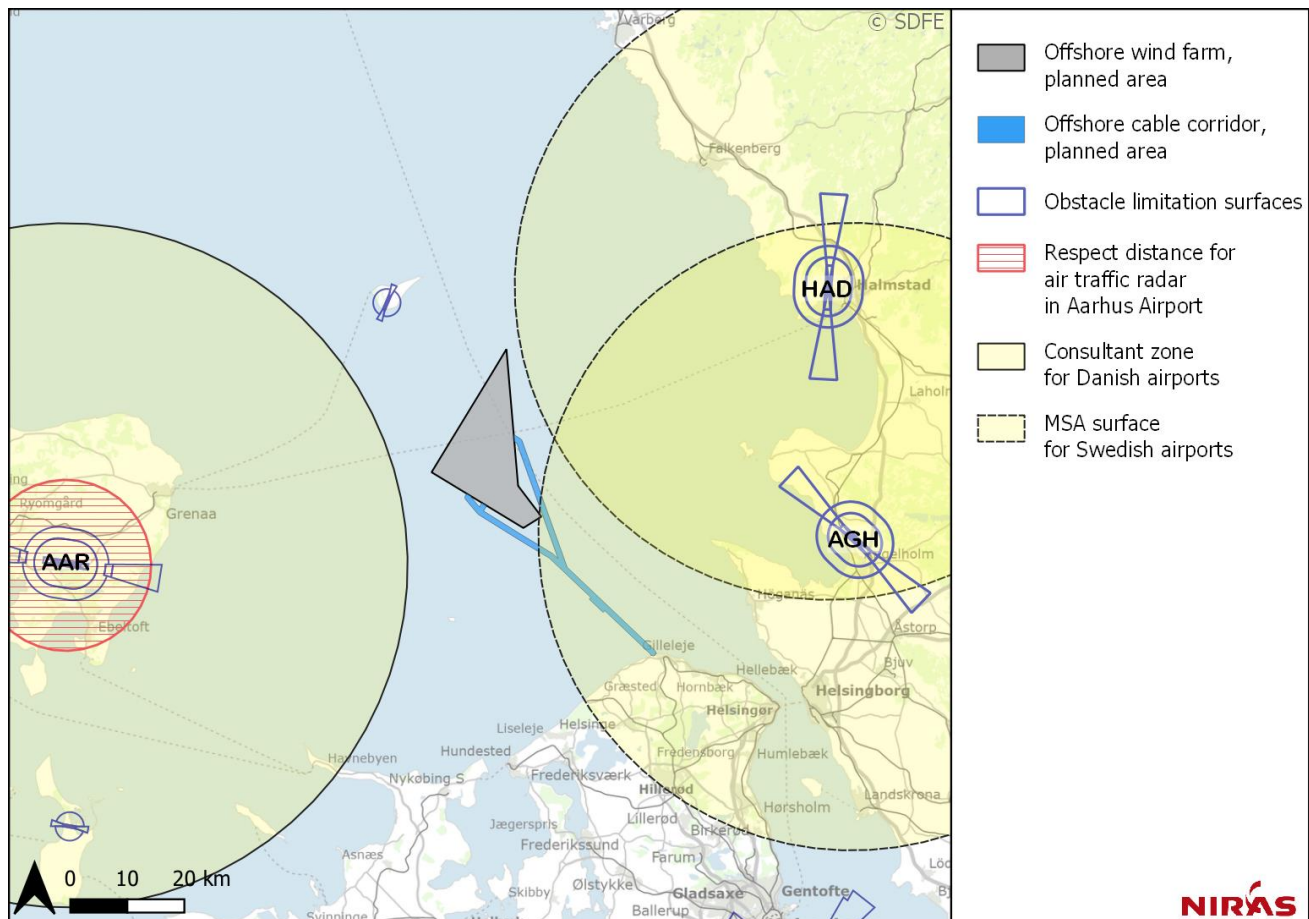 Varberg
© SDFE
Falkenberg
HAD
Halmstad
Laholm
Ryomgård
Grenaa
AAR
Ebeltoft
AGH
Höganäs
Åstorp
Gilleleje
Bjuv
Hellebæk
Græsted
Hornbæk
Helsingborg
Helsingør
Liseleje
Helsinge
Havnebyen
Hundested
Fredensborg
Humlebæk
Nykøbing S
Frederiksværk
Hillerød
Landskrona
Hørsholm
Jægerspris
Lillerød
Birkerød
Frederikssund
Asnæs
Farum
Skibby
Ølstykke
Gladsaxe
Gentofte
Ballerup
Svinninge
0 10 20 km
Offshore wind farm,
planned area
Offshore cable corridor,
planned area
Obstacle limitation surfaces
Respect distance for
air traffic radar
in Aarhus Airport
Consultant zone
for Danish airports
MSA surface
for Swedish airports
NIRÁS